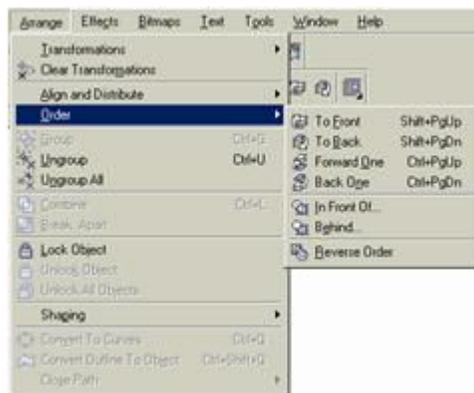 Arrange Effects Bitmaps Text Tools Window Help
Transformations
Clear Transformations
Align and Distribute
Order
Group Ctrl+G
Ungroup Ctrl+U
Ungroup All
Combine Ctrl+L
Break Apart
Lock Object
Unlock Object
Unlock All Objects
Shaping
Convert To Curves Ctrl+Q
Convert Outline To Object Ctrl+Shift+Q
Close Path
To Front Shift+PgUp
To Back Shift+PgDn
Forward One Ctrl+PgUp
Back One Ctrl+PgDn
In Front Of...
Behind...
Reverse Order